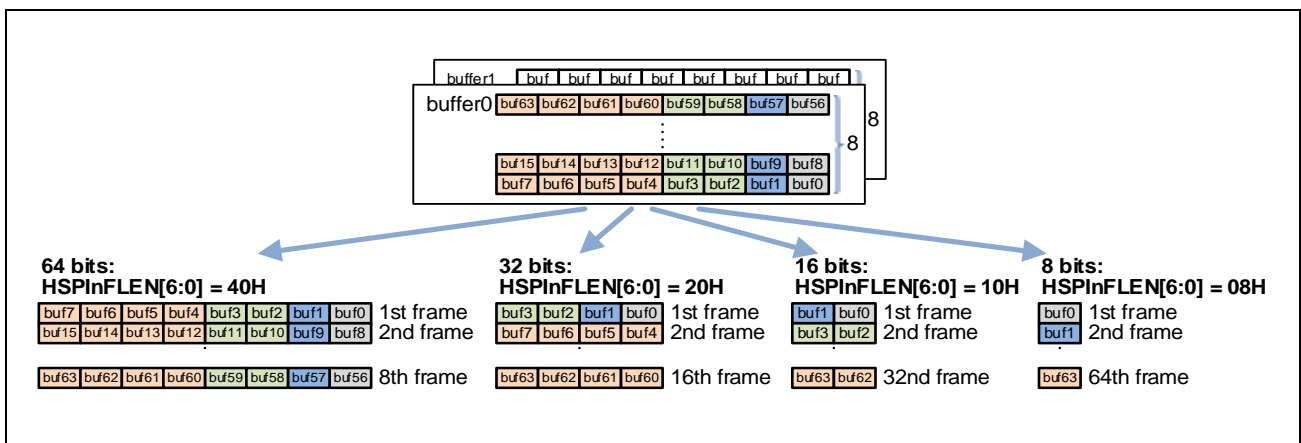 buffer1 buf buf buf buf buf buf buf buf
8
buffer0 buf63 buf62 buf61 buf60 buf59 buf58 buf57 buf56
8
buf15 buf14 buf13 buf12 buf11 buf10 buf9 buf8
buf7 buf6 buf5 buf4 buf3 buf2 buf1 buf0
64 bits:
HSPInFLEN[6:0] = 40H
buf7 buf6 buf5 buf4 buf3 buf2 buf1 buf0 1st frame
buf15 buf14 buf13 buf12 buf11 buf10 buf9 buf8 2nd frame
buf63 buf62 buf61 buf60 buf59 buf58 buf57 buf56 8th frame
32 bits:
HSPInFLEN[6:0] = 20H
buf3 buf2 buf1 buf0 1st frame
buf7 buf6 buf5 buf4 2nd frame
buf63 buf62 buf61 buf60 16th frame
16 bits:
HSPInFLEN[6:0] = 10H
buf1 buf0 1st frame
buf3 buf2 2nd frame
buf63 buf62 32nd frame
8 bits:
HSPInFLEN[6:0] = 08H
buf0 1st frame
buf1 2nd frame
buf63 64th frame